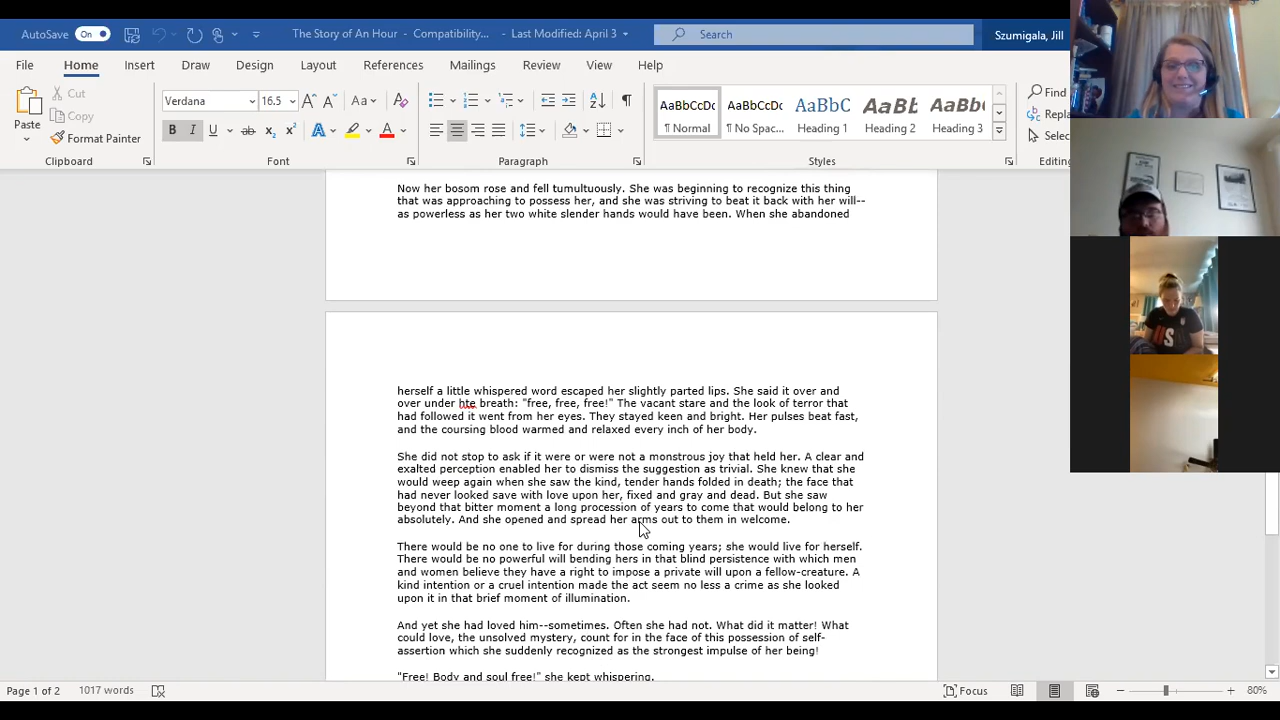 AutoSave On The Story of An Hour - Compatibility... - Last Modified: April 3 Search Szumigala, Jill
File Home Insert Draw Design Layout References Mailings Review View Help
Paste Cut Copy Format Painter
Clipboard
Verdana 16.5 Aa
B I U ab x₂ x² A A
Font
Paragraph
AaBbCcDc AaBbCcDc AaBbC AaBb AaBbCc
¶ Normal ¶ No Spac... Heading 1 Heading 2 Heading 3
Styles
Find
Repla
Selec
Editing
Now her bosom rose and fell tumultuously. She was beginning to recognize this thing
that was approaching to possess her, and she was striving to beat it back with her will--
as powerless as her two white slender hands would have been. When she abandoned
herself a little whispered word escaped her slightly parted lips. She said it over and
over under hte breath: "free, free, free!" The vacant stare and the look of terror that
had followed it went from her eyes. They stayed keen and bright. Her pulses beat fast,
and the coursing blood warmed and relaxed every inch of her body.
She did not stop to ask if it were or were not a monstrous joy that held her. A clear and
exalted perception enabled her to dismiss the suggestion as trivial. She knew that she
would weep again when she saw the kind, tender hands folded in death; the face that
had never looked save with love upon her, fixed and gray and dead. But she saw
beyond that bitter moment a long procession of years to come that would belong to her
absolutely. And she opened and spread her arms out to them in welcome.
There would be no one to live for during those coming years; she would live for herself.
There would be no powerful will bending hers in that blind persistence with which men
and women believe they have a right to impose a private will upon a fellow-creature. A
kind intention or a cruel intention made the act seem no less a crime as she looked
upon it in that brief moment of illumination.
And yet she had loved him--sometimes. Often she had not. What did it matter! What
could love, the unsolved mystery, count for in the face of this possession of self-
assertion which she suddenly recognized as the strongest impulse of her being!
"Free! Body and soul free!" she kept whispering.
Page 1 of 2 1017 words Focus 80%